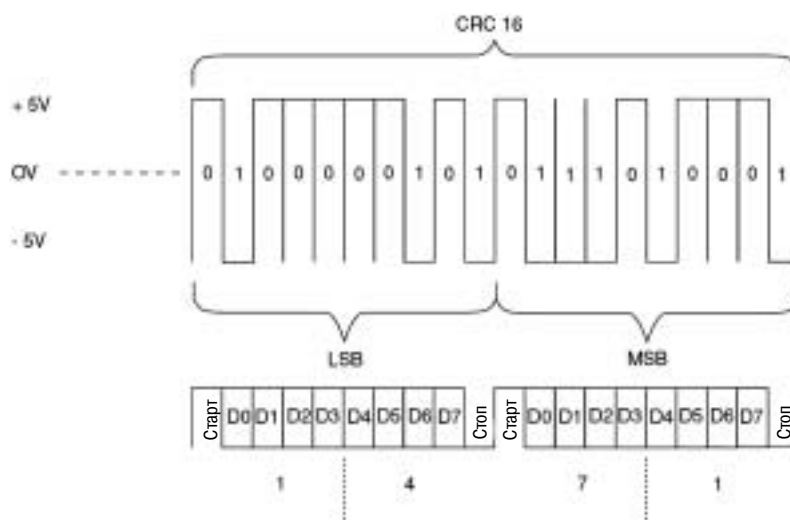 CRC 16
+ 5V
0V
- 5V
0 1 0 0 0 0 0 1 0 1 0 1 1 1 0 1 0 0 0 1
LSB MSB
Старт D0 D1 D2 D3 D4 D5 D6 D7 Стоп Старт D0 D1 D2 D3 D4 D5 D6 D7 Стоп
1 4 7 1